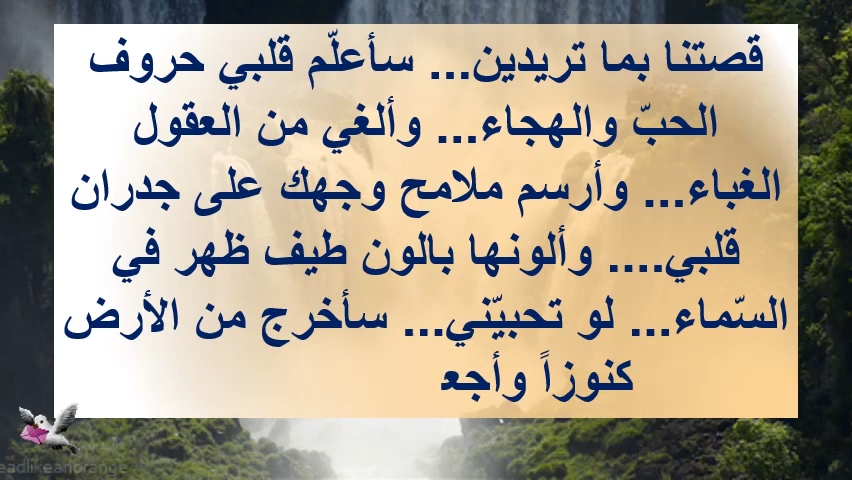 قصتنا بما تريدين... سأعلّم قلبي حروف
الحبّ والهجاء... وألغي من العقول
الغباء... وأرسم ملامح وجهك على جدران
قلبي.... وألونها بالون طيف ظهر في
السّماء... لو تحبيّني... سأخرج من الأرض
كنوزاً وأجع
eadlikeanorange